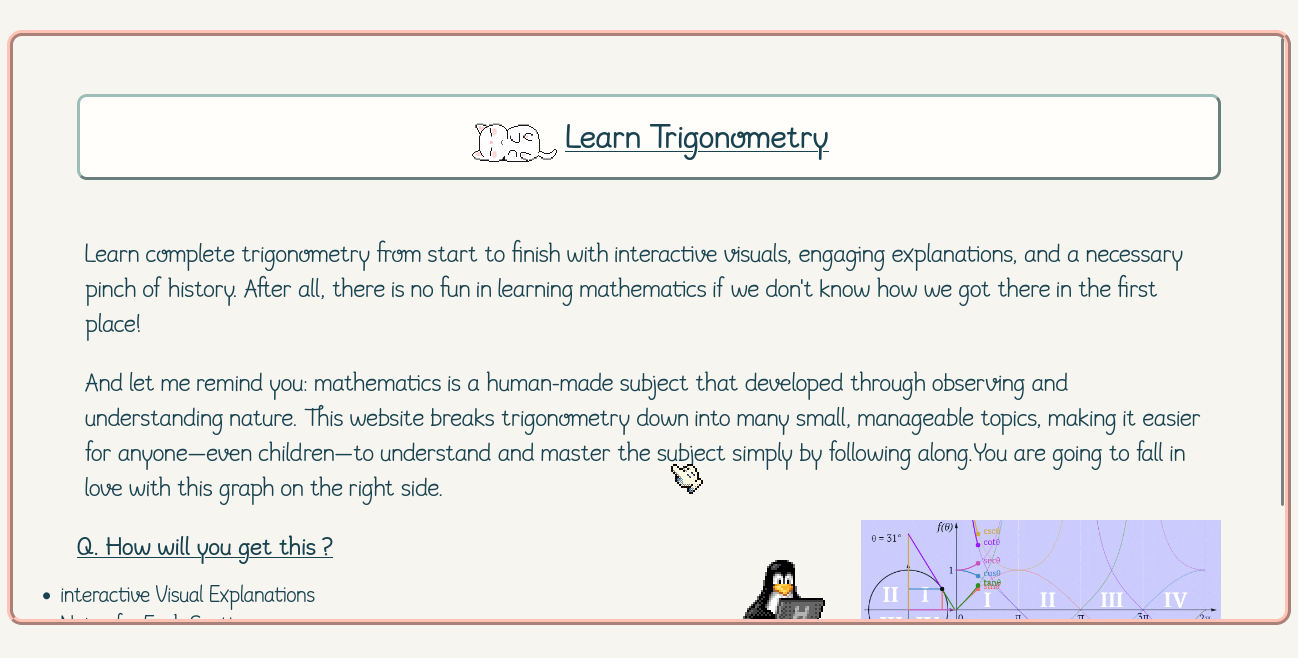 Learn Trigonometry
Learn complete trigonometry from start to finish with interactive visuals, engaging explanations, and a necessary
pinch of history. After all, there is no fun in learning mathematics if we don't know how we got there in the first
place!
And let me remind you: mathematics is a human-made subject that developed through observing and
understanding nature. This website breaks trigonometry down into many small, manageable topics, making it easier
for anyone—even children—to understand and master the subject simply by following along.You are going to fall in
love with this graph on the right side.
Q. How will you get this ?
• interactive Visual Explanations
f(θ)
cscθ
θ = 31°
cotθ
secθ
1
cosθ
tanθ
II I I II III IV
0 π